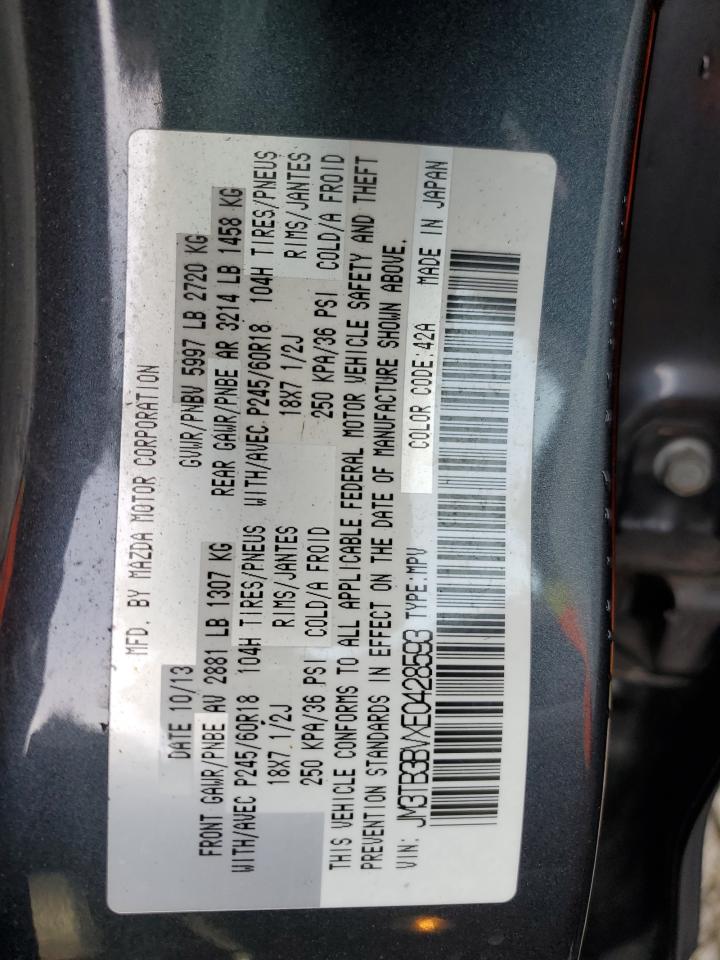 MFD. BY MAZDA MOTOR CORPORATION
DATE 10/13 GVWR/PNBV 5997 LB 2720 KG
FRONT GAWR/PNBE AV 2881 LB 1307 KG REAR GAWR/PNBE AR 3214 LB 1458 KG
WITH/AVEC P245/60R18 104H TIRES/PNEUS WITH/AVEC P245/60R18. 104H TIRES/PNEUS
18X7 1/2J RIMS/JANTES 18X7 1/2J RIMS/JANTES
250 KPA/36 PSI COLD/A FROID 250 KPA/36 PSI COLD/A FROID
THIS VEHICLE CONFORMS TO ALL APPLICABLE FEDERAL MOTOR VEHICLE SAFETY AND THEFT
PREVENTION STANDARDS IN EFFECT ON THE DATE OF MANUFACTURE SHOWN ABOVE.
VIN: JM3TB3BVXE0428593 TYPE:MPV COLOR CODE:42A MADE IN JAPAN